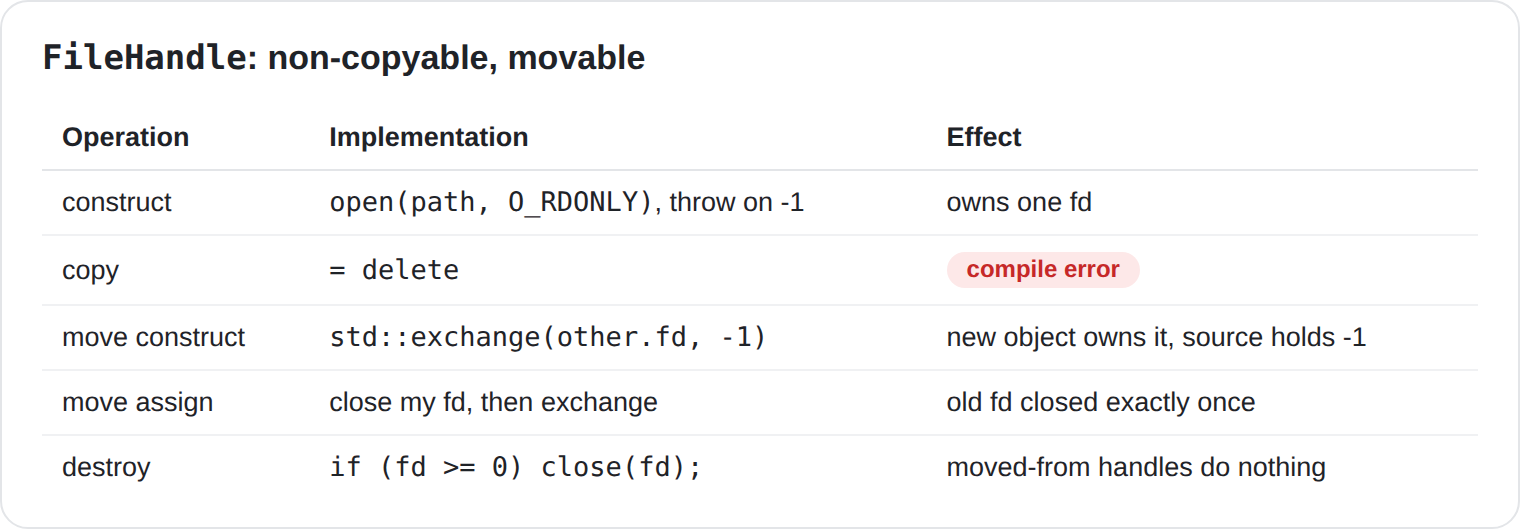 FileHandle: non-copyable, movable
Operation Implementation Effect
construct open(path, O_RDONLY), throw on -1 owns one fd
copy = delete compile error
move construct std::exchange(other.fd, -1) new object owns it, source holds -1
move assign close my fd, then exchange old fd closed exactly once
destroy if (fd >= 0) close(fd); moved-from handles do nothing